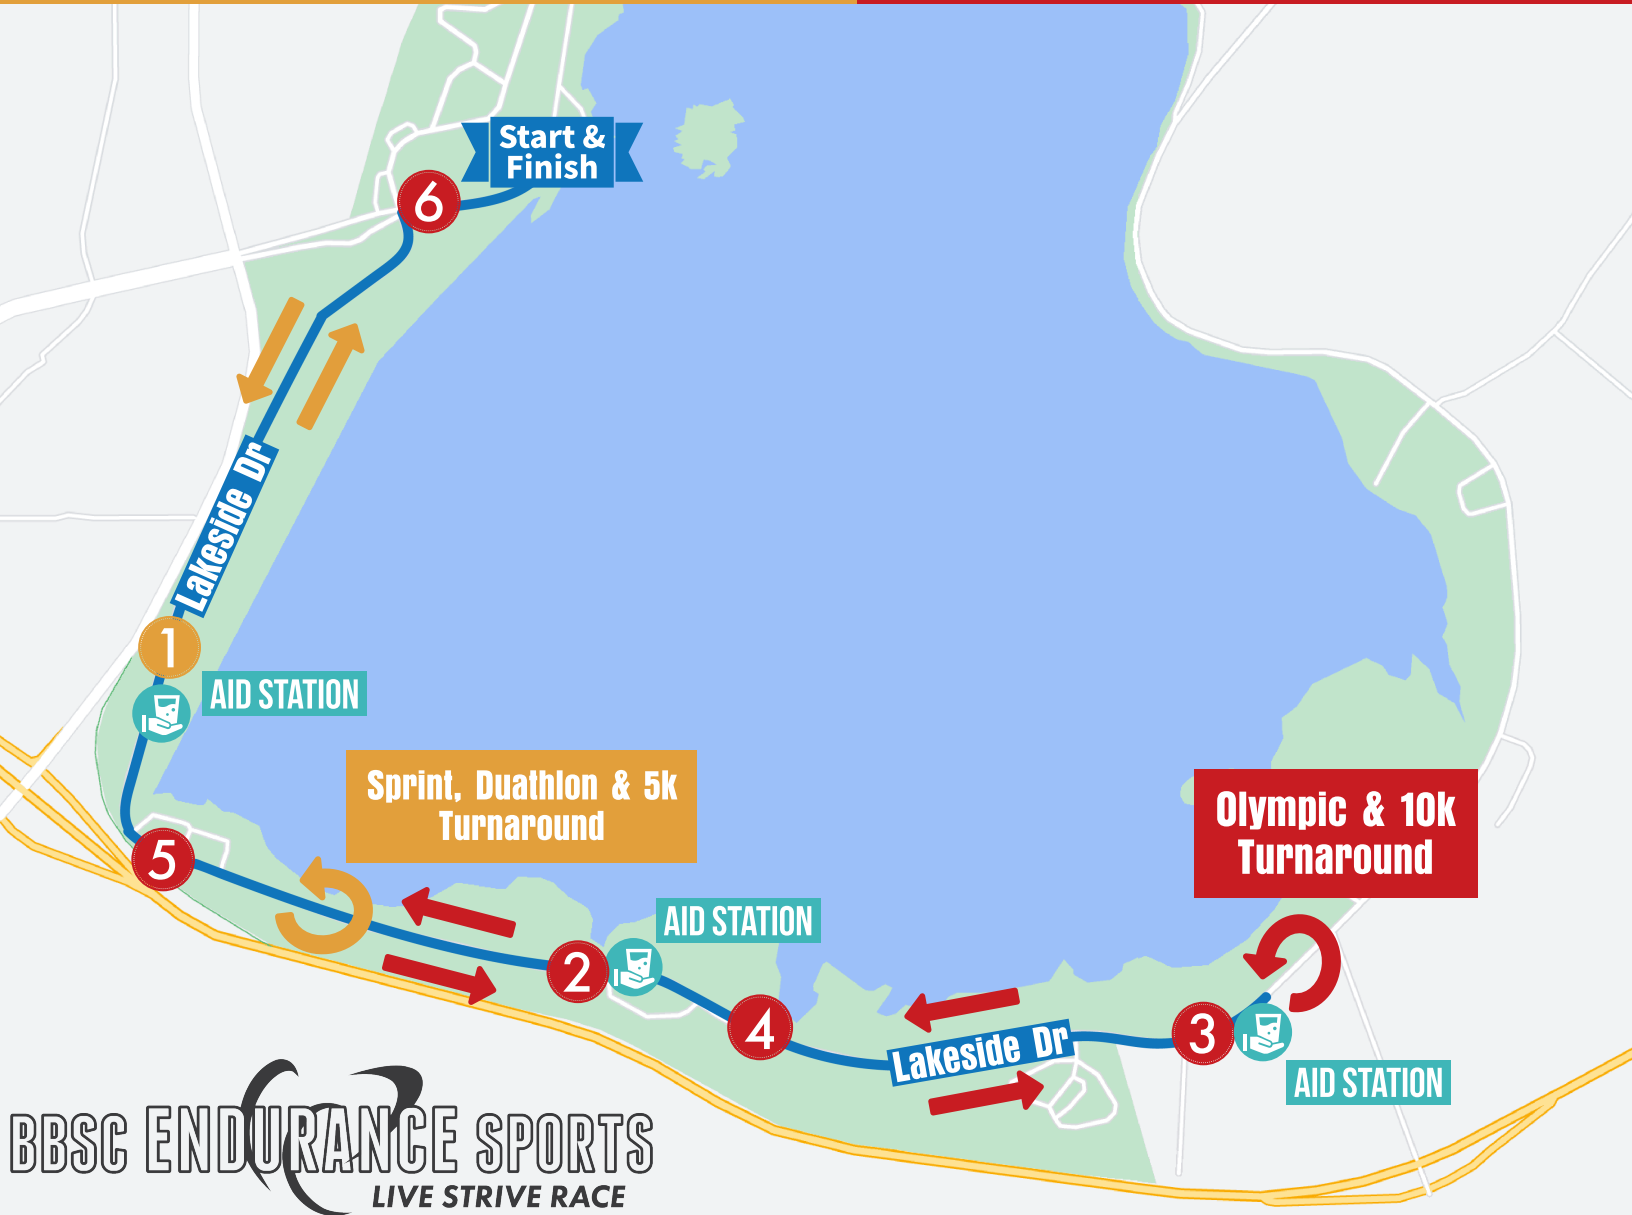 Start &
Finish
6
Lakeside Dr
1
AID STATION
Sprint, Duathlon & 5k
Turnaround
Olympic & 10k
Turnaround
5
AID STATION
2
4
3
Lakeside Dr
AID STATION
BBSC ENDURANCE SPORTS
LIVE STRIVE RACE